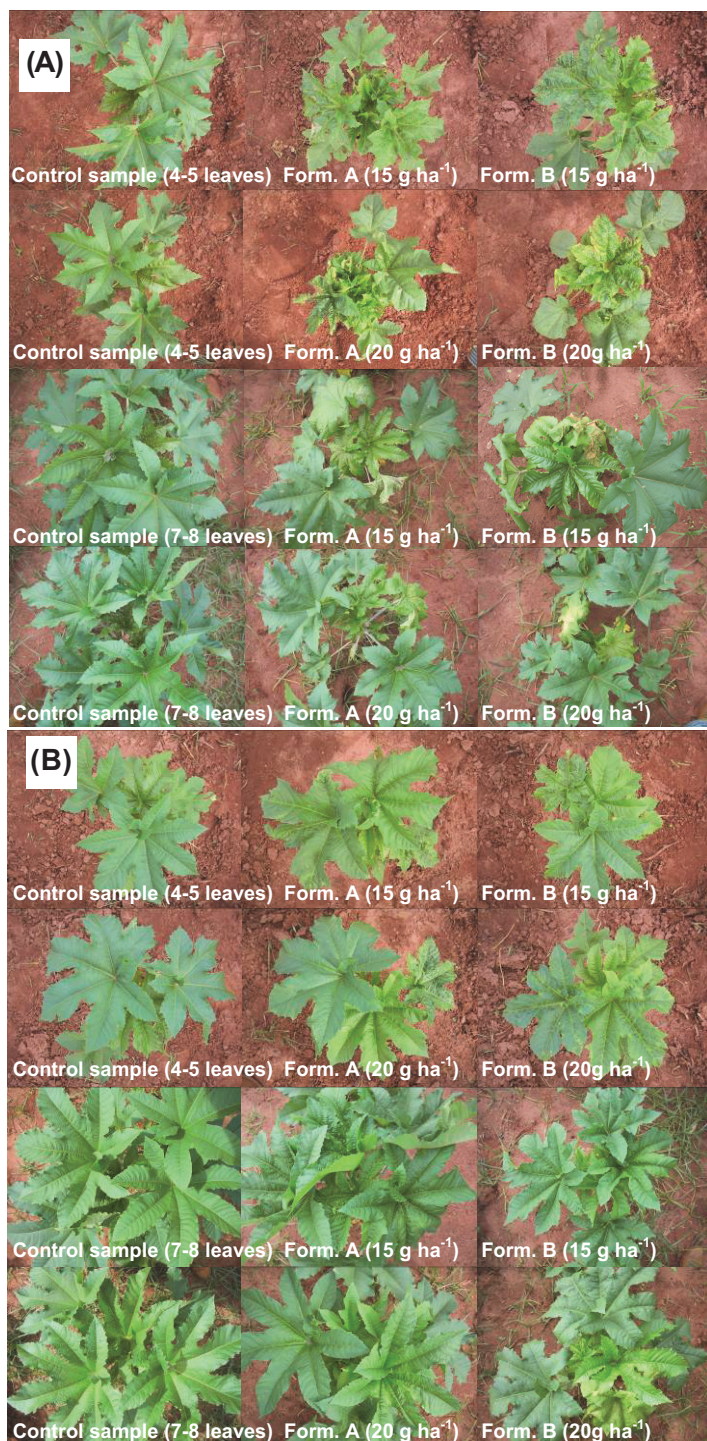 (A)
Control sample (4-5 leaves) Form. A (15 g ha⁻¹) Form. B (15 g ha⁻¹)
Control sample (4-5 leaves) Form. A (20 g ha⁻¹) Form. B (20g ha⁻¹)
Control sample (7-8 leaves) Form. A (15 g ha⁻¹) Form. B (15 g ha⁻¹)
Control sample (7-8 leaves) Form. A (20 g ha⁻¹) Form. B (20g ha⁻¹)
(B)
Control sample (4-5 leaves) Form. A (15 g ha⁻¹) Form. B (15 g ha⁻¹)
Control sample (4-5 leaves) Form. A (20 g ha⁻¹) Form. B (20g ha⁻¹)
Control sample (7-8 leaves) Form. A (15 g ha⁻¹) Form. B (15 g ha⁻¹)
Control sample (7-8 leaves) Form. A (20 g ha⁻¹) Form. B (20g ha⁻¹)